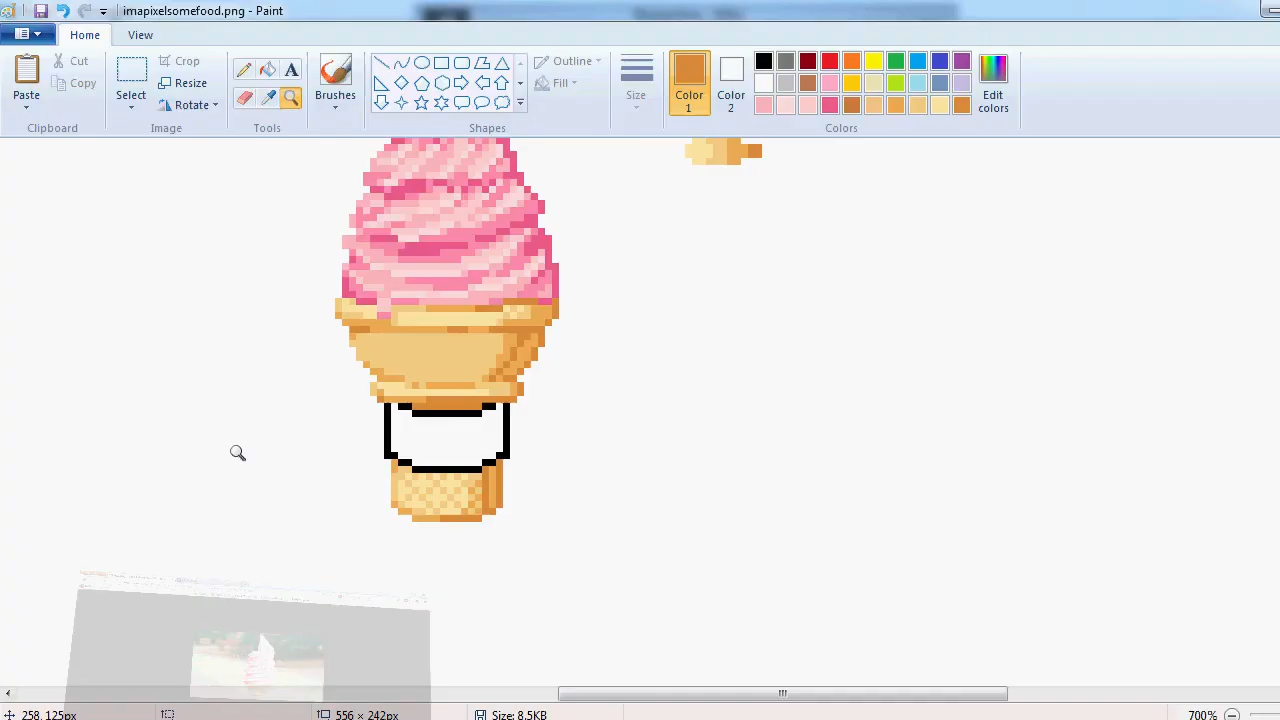 imapixelsomefood.png - Paint
Home View
Paste
Cut
Copy
Clipboard
Select
Crop
Resize
Rotate
Image
Tools
Brushes
Outline
Fill
Shapes
Size
Color 1
Color 2
Edit colors
Colors
258, 125px
556 × 242px
Size: 8.5KB
700%